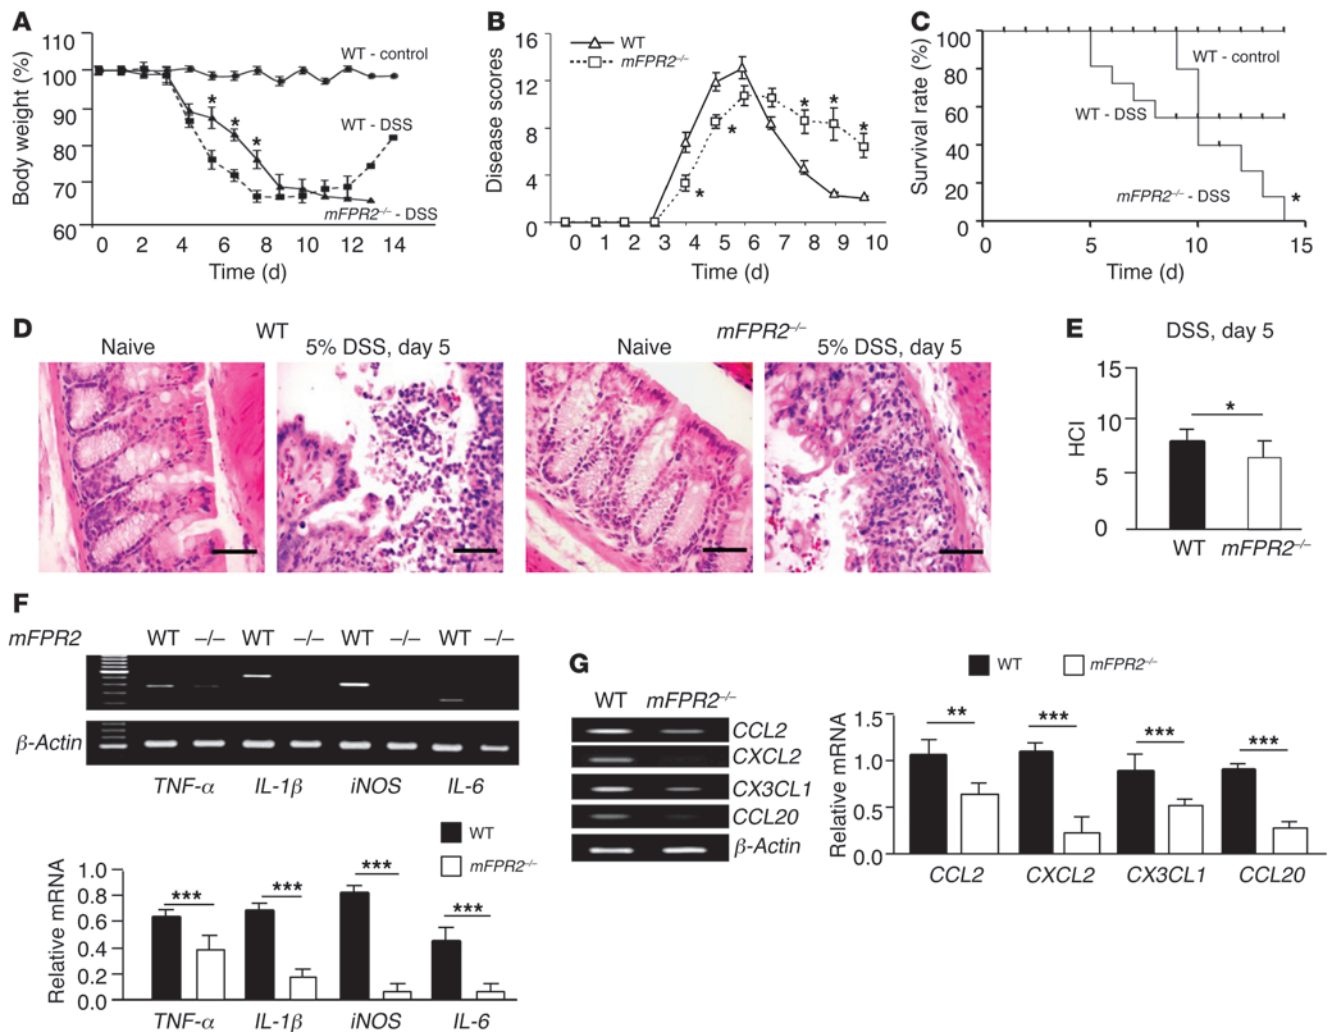 A
Body weight (%)
110
100
90
80
70
60
WT - control
WT - DSS
mFPR2⁻/⁻ - DSS
0 2 4 6 8 10 12 14
Time (d)
* * *
B
Disease scores
16
12
8
4
0
WT
mFPR2⁻/⁻
* * * * *
0 1 2 3 4 5 6 7 8 9 10
Time (d)
C
Survival rate (%)
100
80
60
40
20
0
WT - control
WT - DSS
mFPR2⁻/⁻ - DSS
*
0 5 10 15
Time (d)
D
WT mFPR2⁻/⁻
Naive 5% DSS, day 5 Naive 5% DSS, day 5
E
DSS, day 5
HCI
15
10
5
0
*
WT mFPR2⁻/⁻
F
mFPR2 WT –/– WT –/– WT –/– WT –/–
β-Actin
TNF-α IL-1β iNOS IL-6
WT
mFPR2⁻/⁻
Relative mRNA
1.0
0.8
0.6
0.4
0.2
0.0
*** *** *** ***
TNF-α IL-1β iNOS IL-6
G
WT mFPR2⁻/⁻
CCL2
CXCL2
CX3CL1
CCL20
β-Actin
WT mFPR2⁻/⁻
Relative mRNA
1.5
1.0
0.5
0.0
** *** *** ***
CCL2 CXCL2 CX3CL1 CCL20